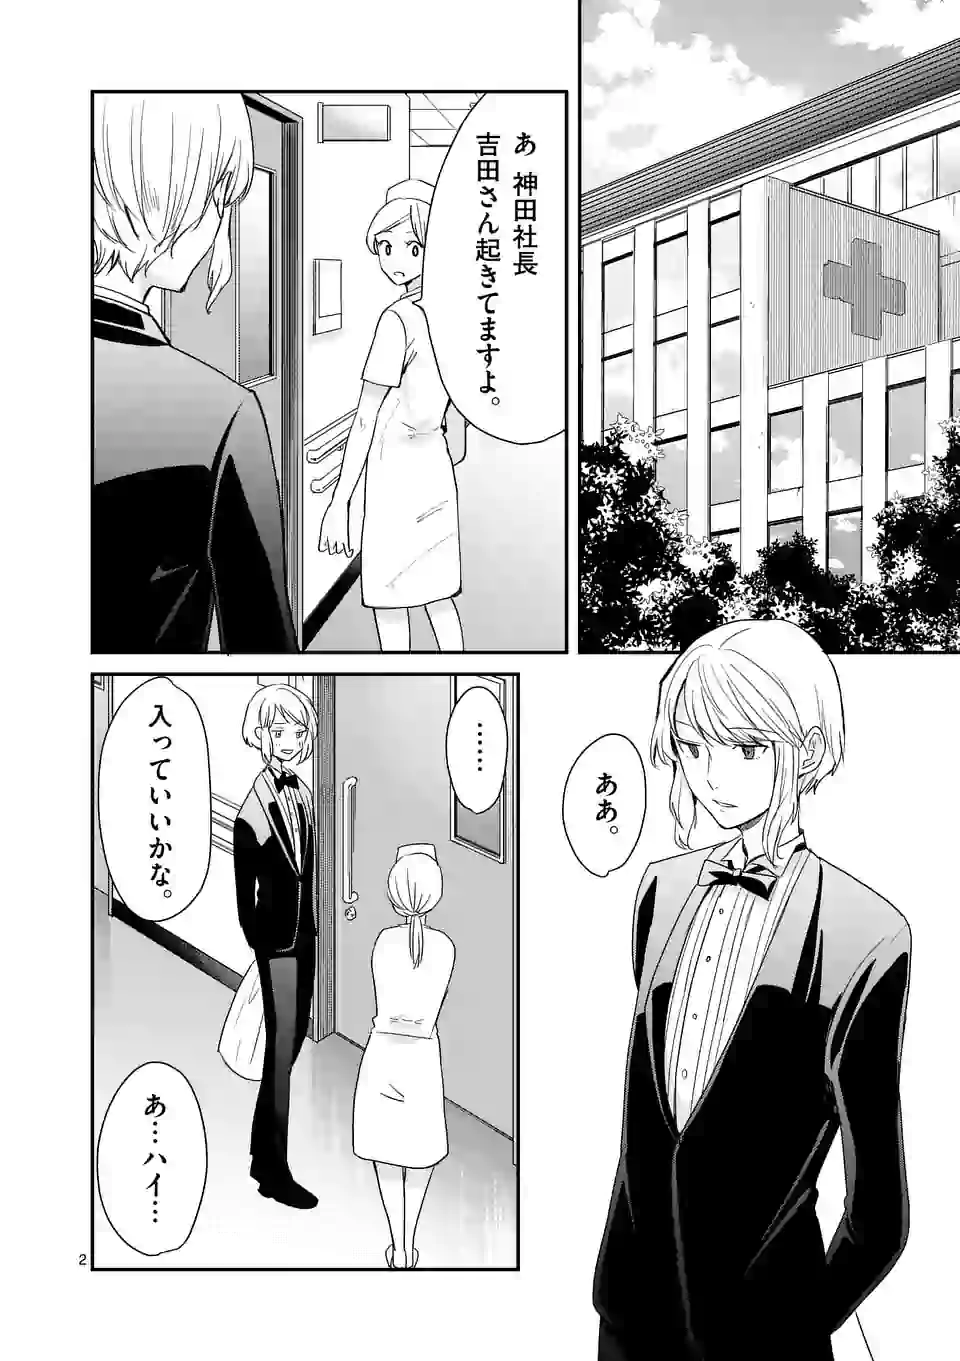 あ 神田社長
吉田さん起きてますよ。
ああ。
……
入っていいかな。
あ…ハイ…
2